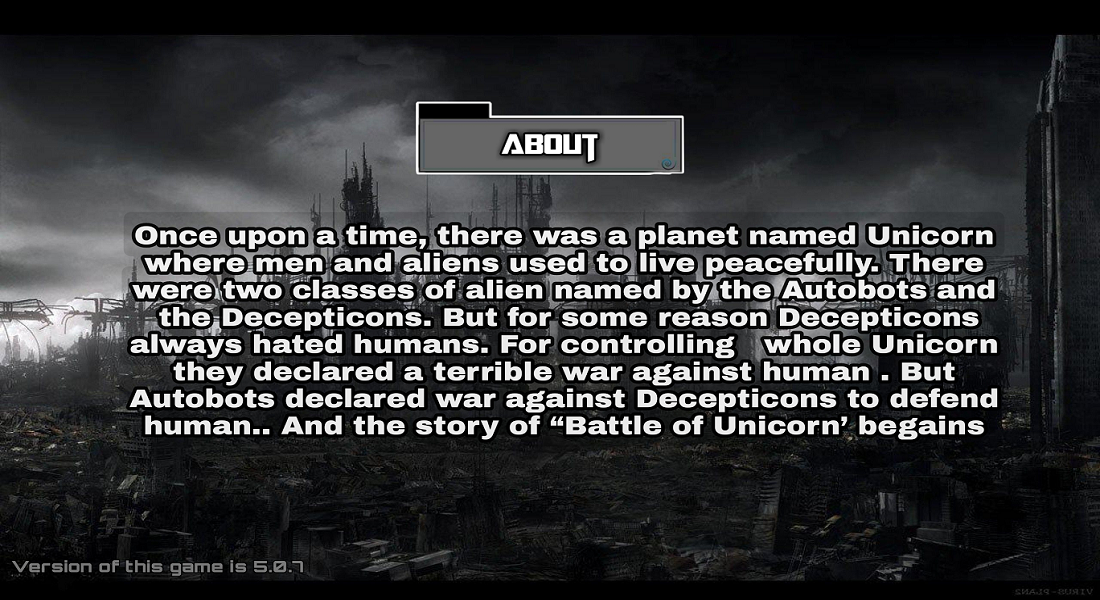 ABOUT
Once upon a time, there was a planet named Unicorn
where men and aliens used to live peacefully. There
were two classes of alien named by the Autobots and
the Decepticons. But for some reason Decepticons
always hated humans. For controlling   whole Unicorn
they declared a terrible war against human . But
Autobots declared war against Decepticons to defend
human.. And the story of “Battle of Unicorn’ begains
Version of this game is 5.0.7